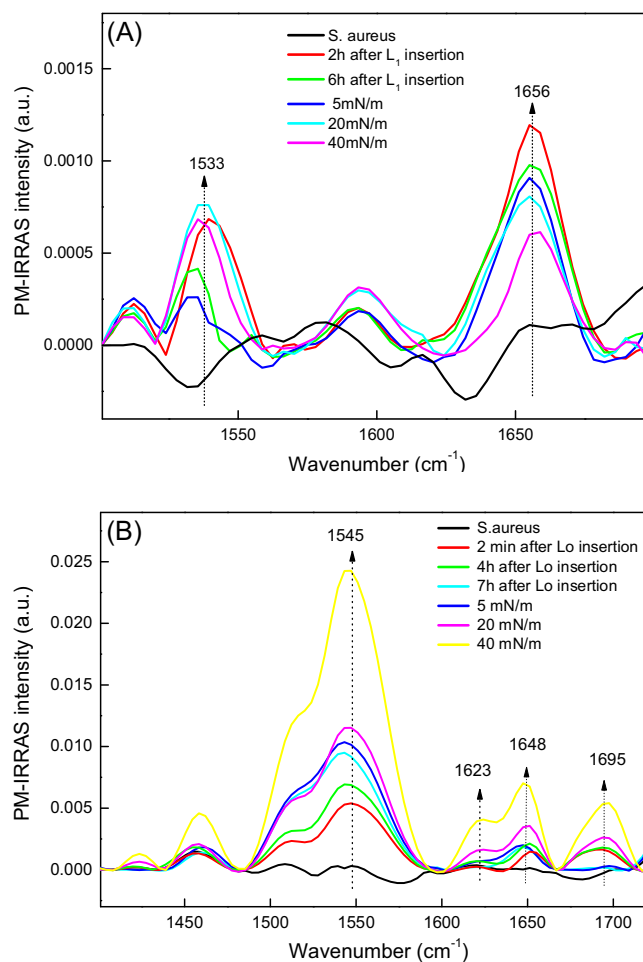 (A)
S. aureus
2h after L₁ insertion
6h after L₁ insertion
5mN/m
20mN/m
40mN/m
1533
1656
0.0015
0.0010
0.0005
0.0000
PM-IRRAS intensity (a.u.)
1550 1600 1650
Wavenumber (cm⁻¹)
(B)
S.aureus
2 min after Lo insertion
4h after Lo insertion
7h after Lo insertion
5 mN/m
20 mN/m
40 mN/m
1545
1623
1648
1695
0.025
0.020
0.015
0.010
0.005
0.000
PM-IRRAS intensity (a.u.)
1450 1500 1550 1600 1650 1700
Wavenumber (cm⁻¹)